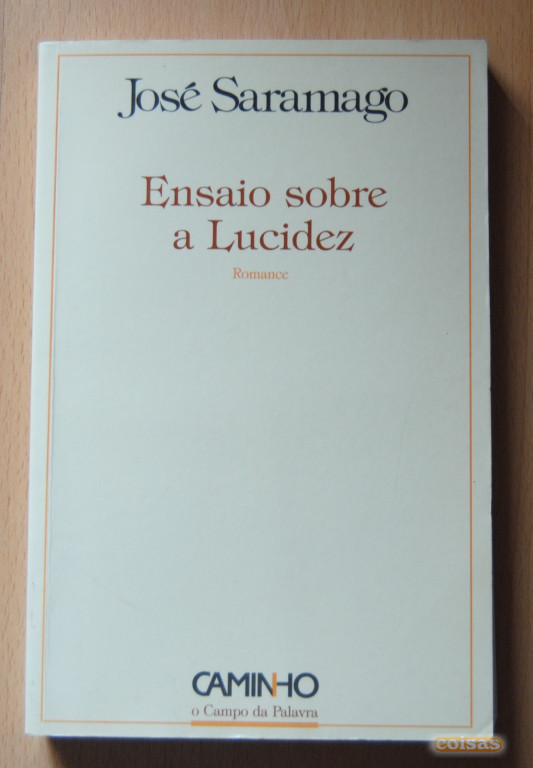 José Saramago
Ensaio sobre
a Lucidez
Romance
CAMINHO
o Campo da Palavra
coisas